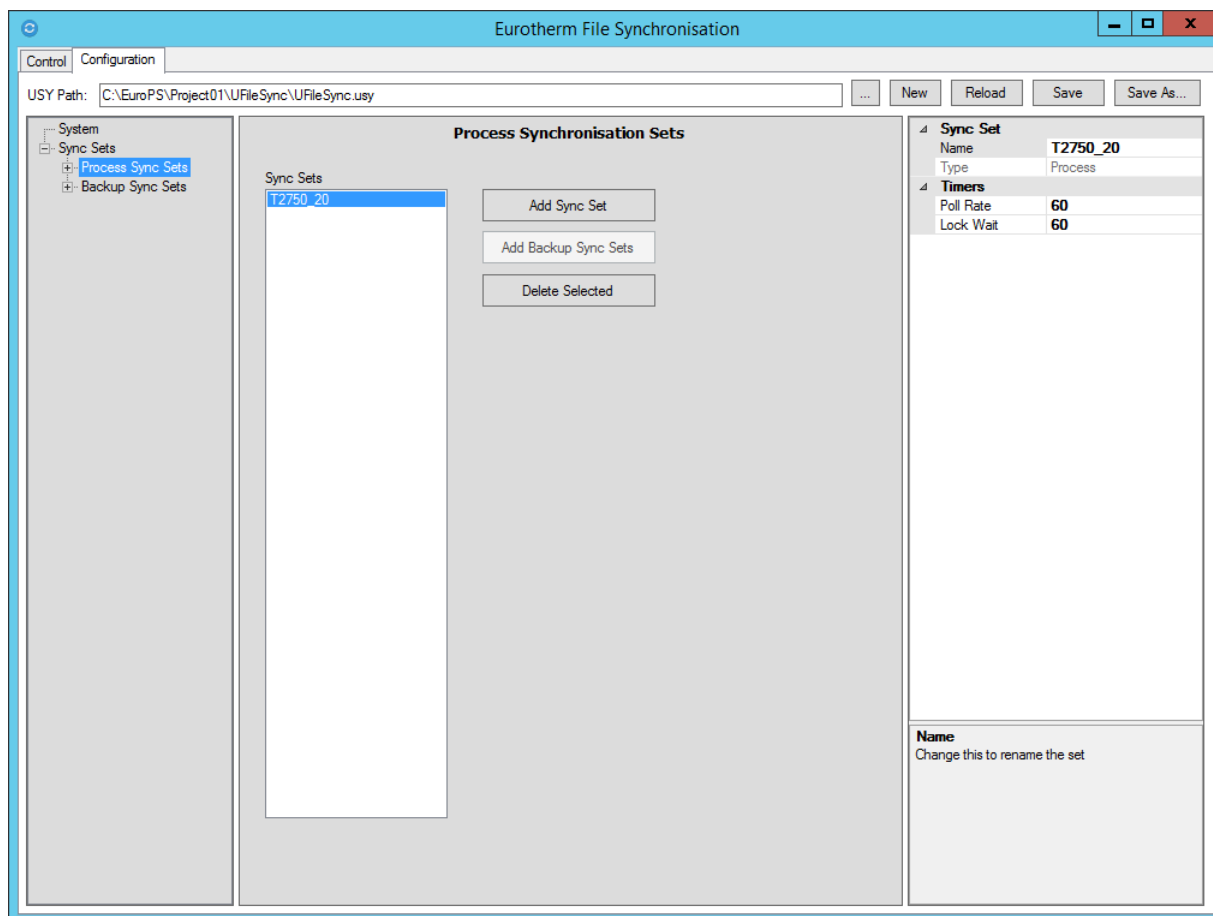 Eurotherm File Synchronisation
Control Configuration
USY Path: C:\EuroPS\Project01\UFileSync\UFileSync.usy ... New Reload Save Save As...
System
Sync Sets
Process Sync Sets
Backup Sync Sets
Process Synchronisation Sets
Sync Sets
T2750_20
Add Sync Set
Add Backup Sync Sets
Delete Selected
Sync Set
Name T2750_20
Type Process
Timers
Poll Rate 60
Lock Wait 60
Name
Change this to rename the set